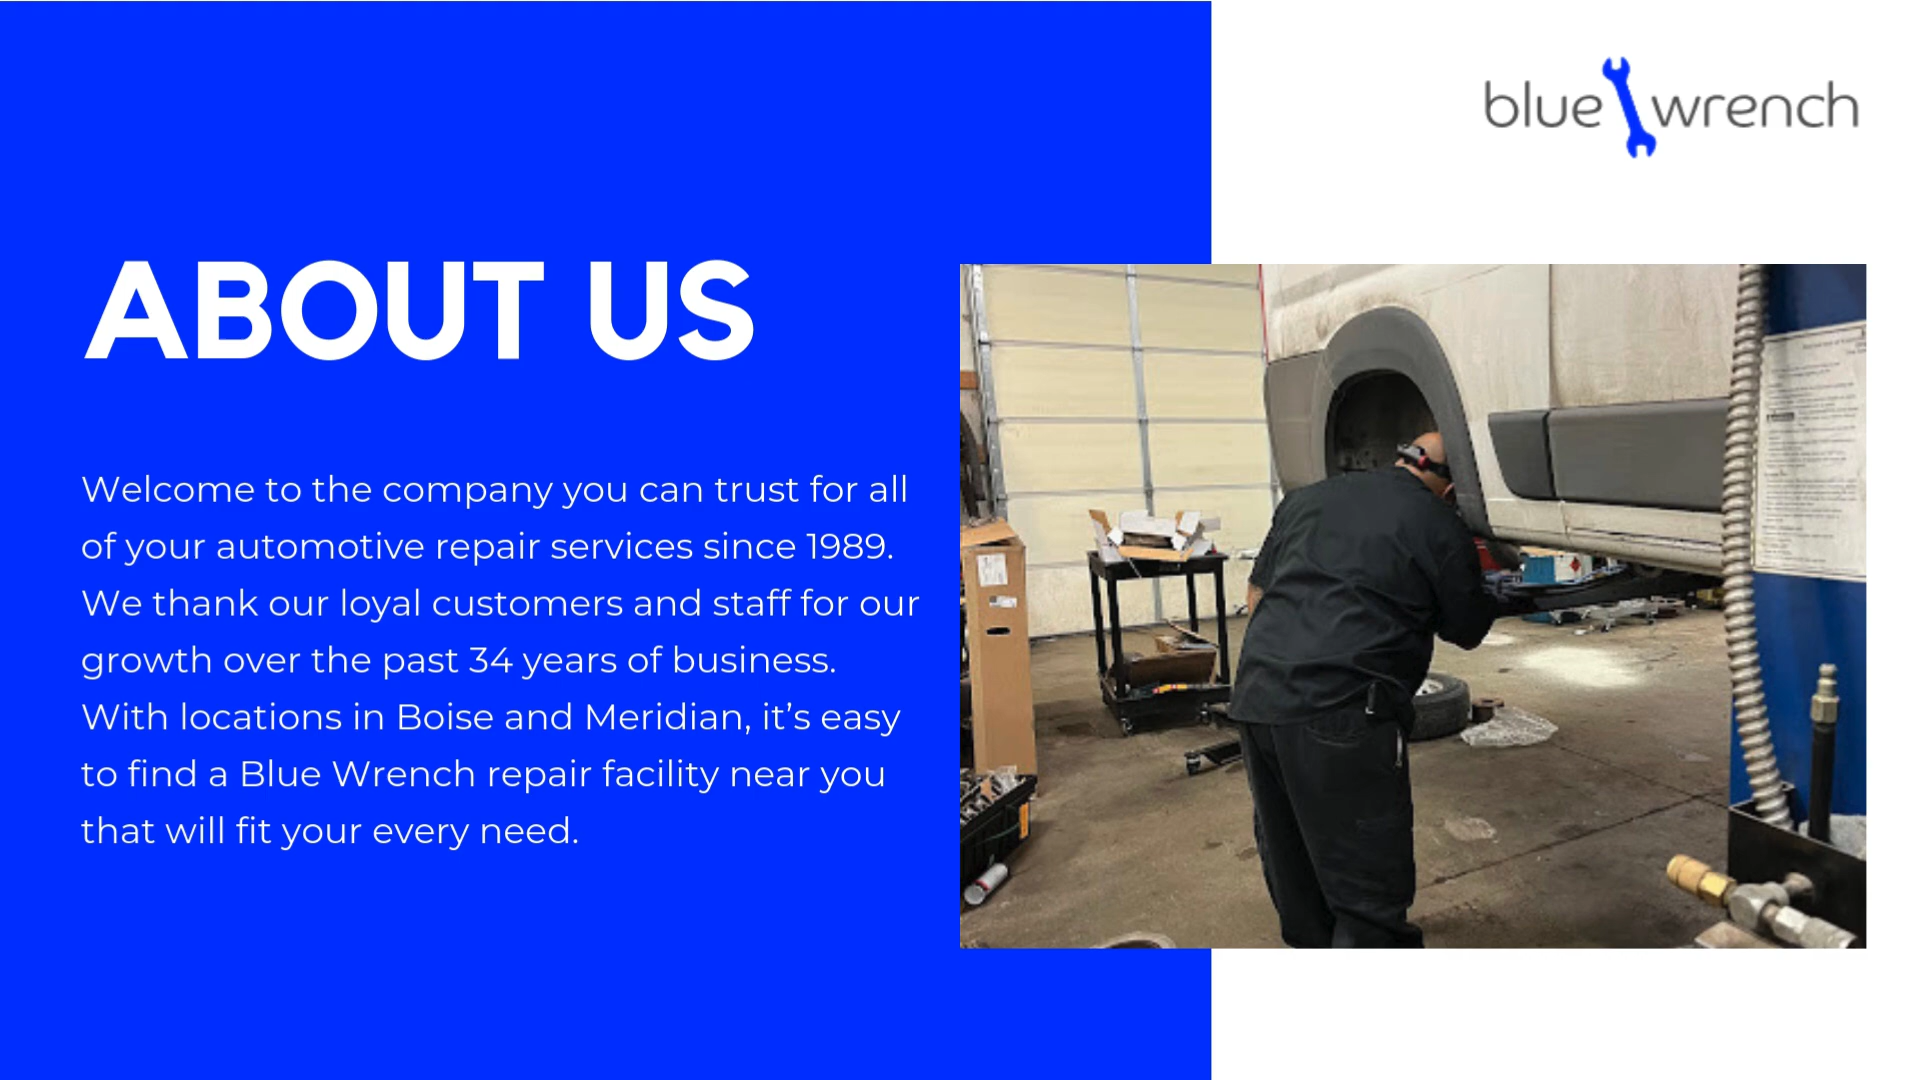 blue wrench
ABOUT US
Welcome to the company you can trust for all
of your automotive repair services since 1989.
We thank our loyal customers and staff for our
growth over the past 34 years of business.
With locations in Boise and Meridian, it’s easy
to find a Blue Wrench repair facility near you
that will fit your every need.